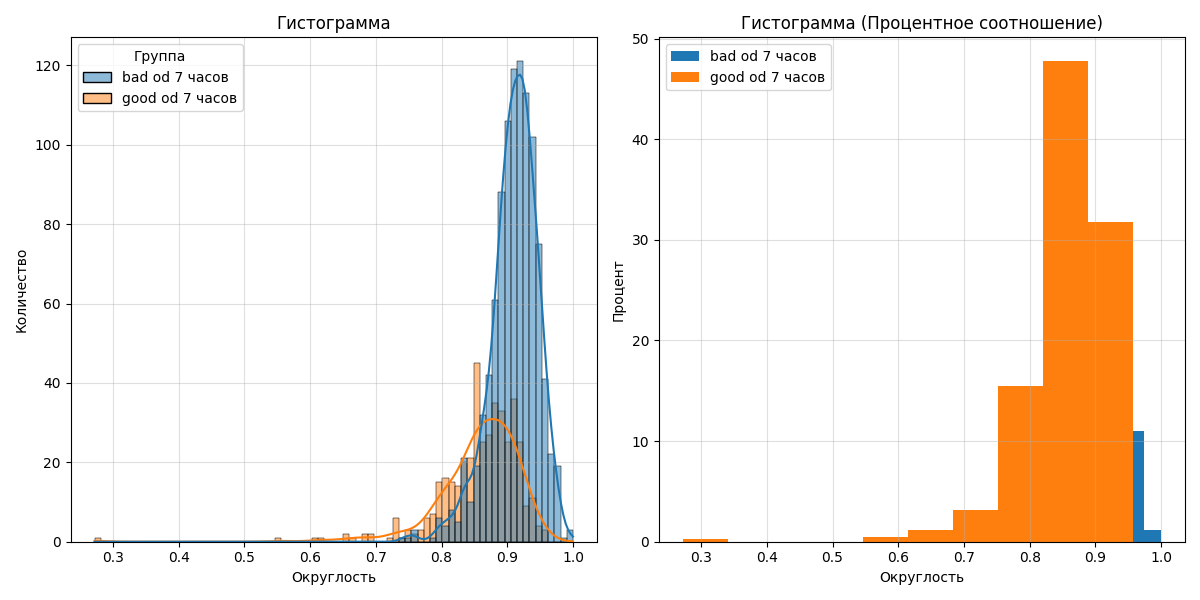 Гистограмма
Группа
bad od 7 часов
good od 7 часов
Количество
120
100
80
60
40
20
0
0.3 0.4 0.5 0.6 0.7 0.8 0.9 1.0
Округлость
Гистограмма (Процентное соотношение)
bad od 7 часов
good od 7 часов
Процент
50
40
30
20
10
0
0.3 0.4 0.5 0.6 0.7 0.8 0.9 1.0
Округлость